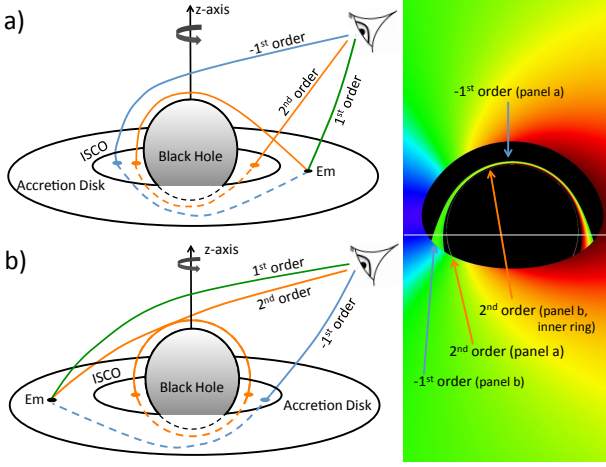 a)
z-axis
-1st order
2nd order
1st order
ISCO
Black Hole
Em
Accretion Disk
b)
z-axis
1st order
2nd order
-1st order
ISCO
Black Hole
Em
Accretion Disk
-1st order (panel a)
2nd order (panel b,
inner ring)
2nd order (panel a)
-1st order (panel b)